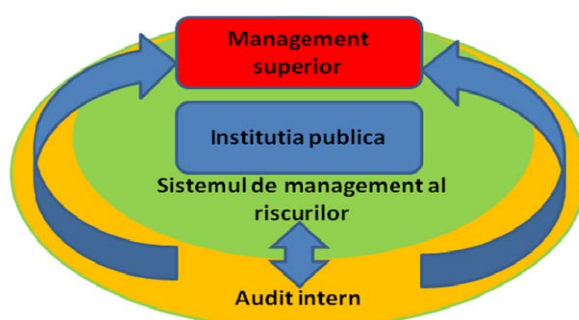 Management
superior
Institutia publica
Sistemul de management al
riscurilor
Audit intern